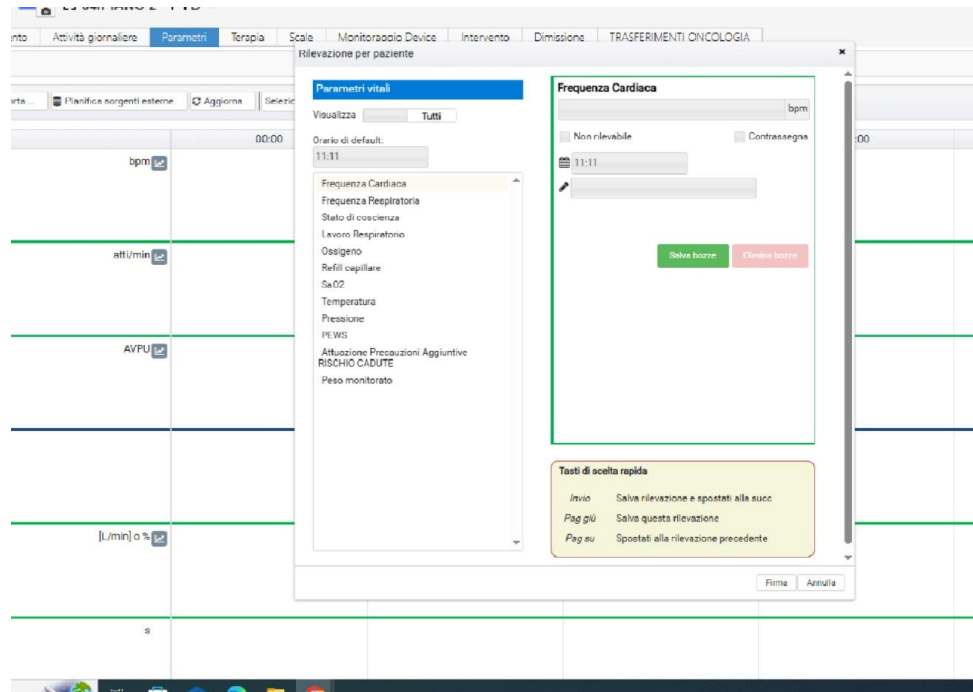 Attività giornaliere Parametri Terapia Scale Monitoraggio Device Intervento Dimissione TRASFERIMENTI ONCOLOGIA
Rilevazione per paziente
Pianifica sorgenti esterne Aggiorna
00:00
bpm
atti/min
AVPU
[L/min] o %
s
Parametri vitali
Visualizza Tutti
Orario di default:
11:11
Frequenza Cardiaca
Frequenza Respiratoria
Stato di coscienza
Lavoro Respiratorio
Ossigeno
Refill capillare
SaO2
Temperatura
Pressione
PEWS
Attuazione Precauzioni Aggiuntive
RISCHIO CADUTE
Peso monitorato
Frequenza Cardiaca
bpm
Non rilevabile Contrassegna
11:11
Salva bozze Elimina bozze
Tasti di scelta rapida
Invio Salva rilevazione e spostati alla succ
Pag giù Salva questa rilevazione
Pag su Spostati alla rilevazione precedente
Firma Annulla
:00